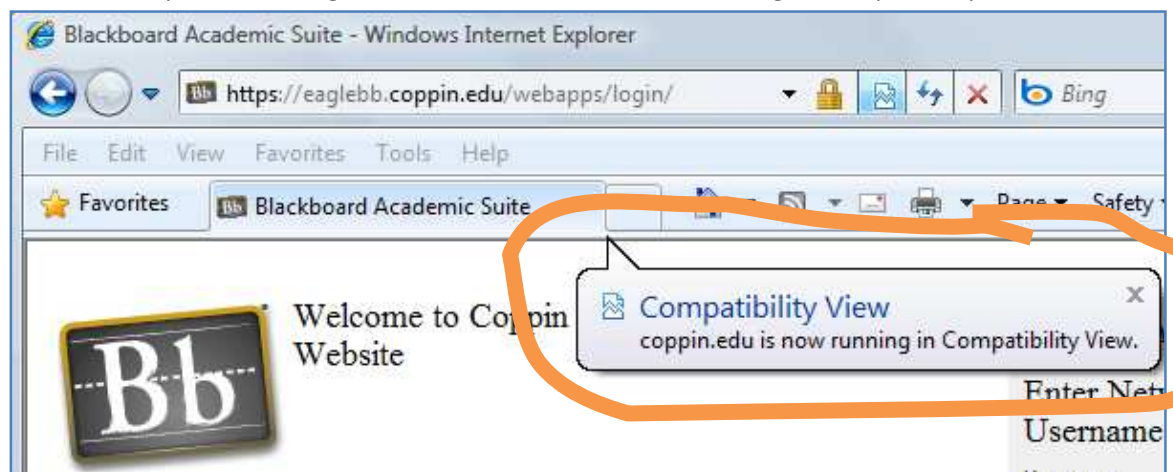 Blackboard Academic Suite - Windows Internet Explorer
https://eaglebb.coppin.edu/webapps/login/ Bing
File Edit View Favorites Tools Help
Favorites Blackboard Academic Suite Page Safety
Compatibility View
coppin.edu is now running in Compatibility View.
Welcome to Coppin
Website
Bb
Enter
Username